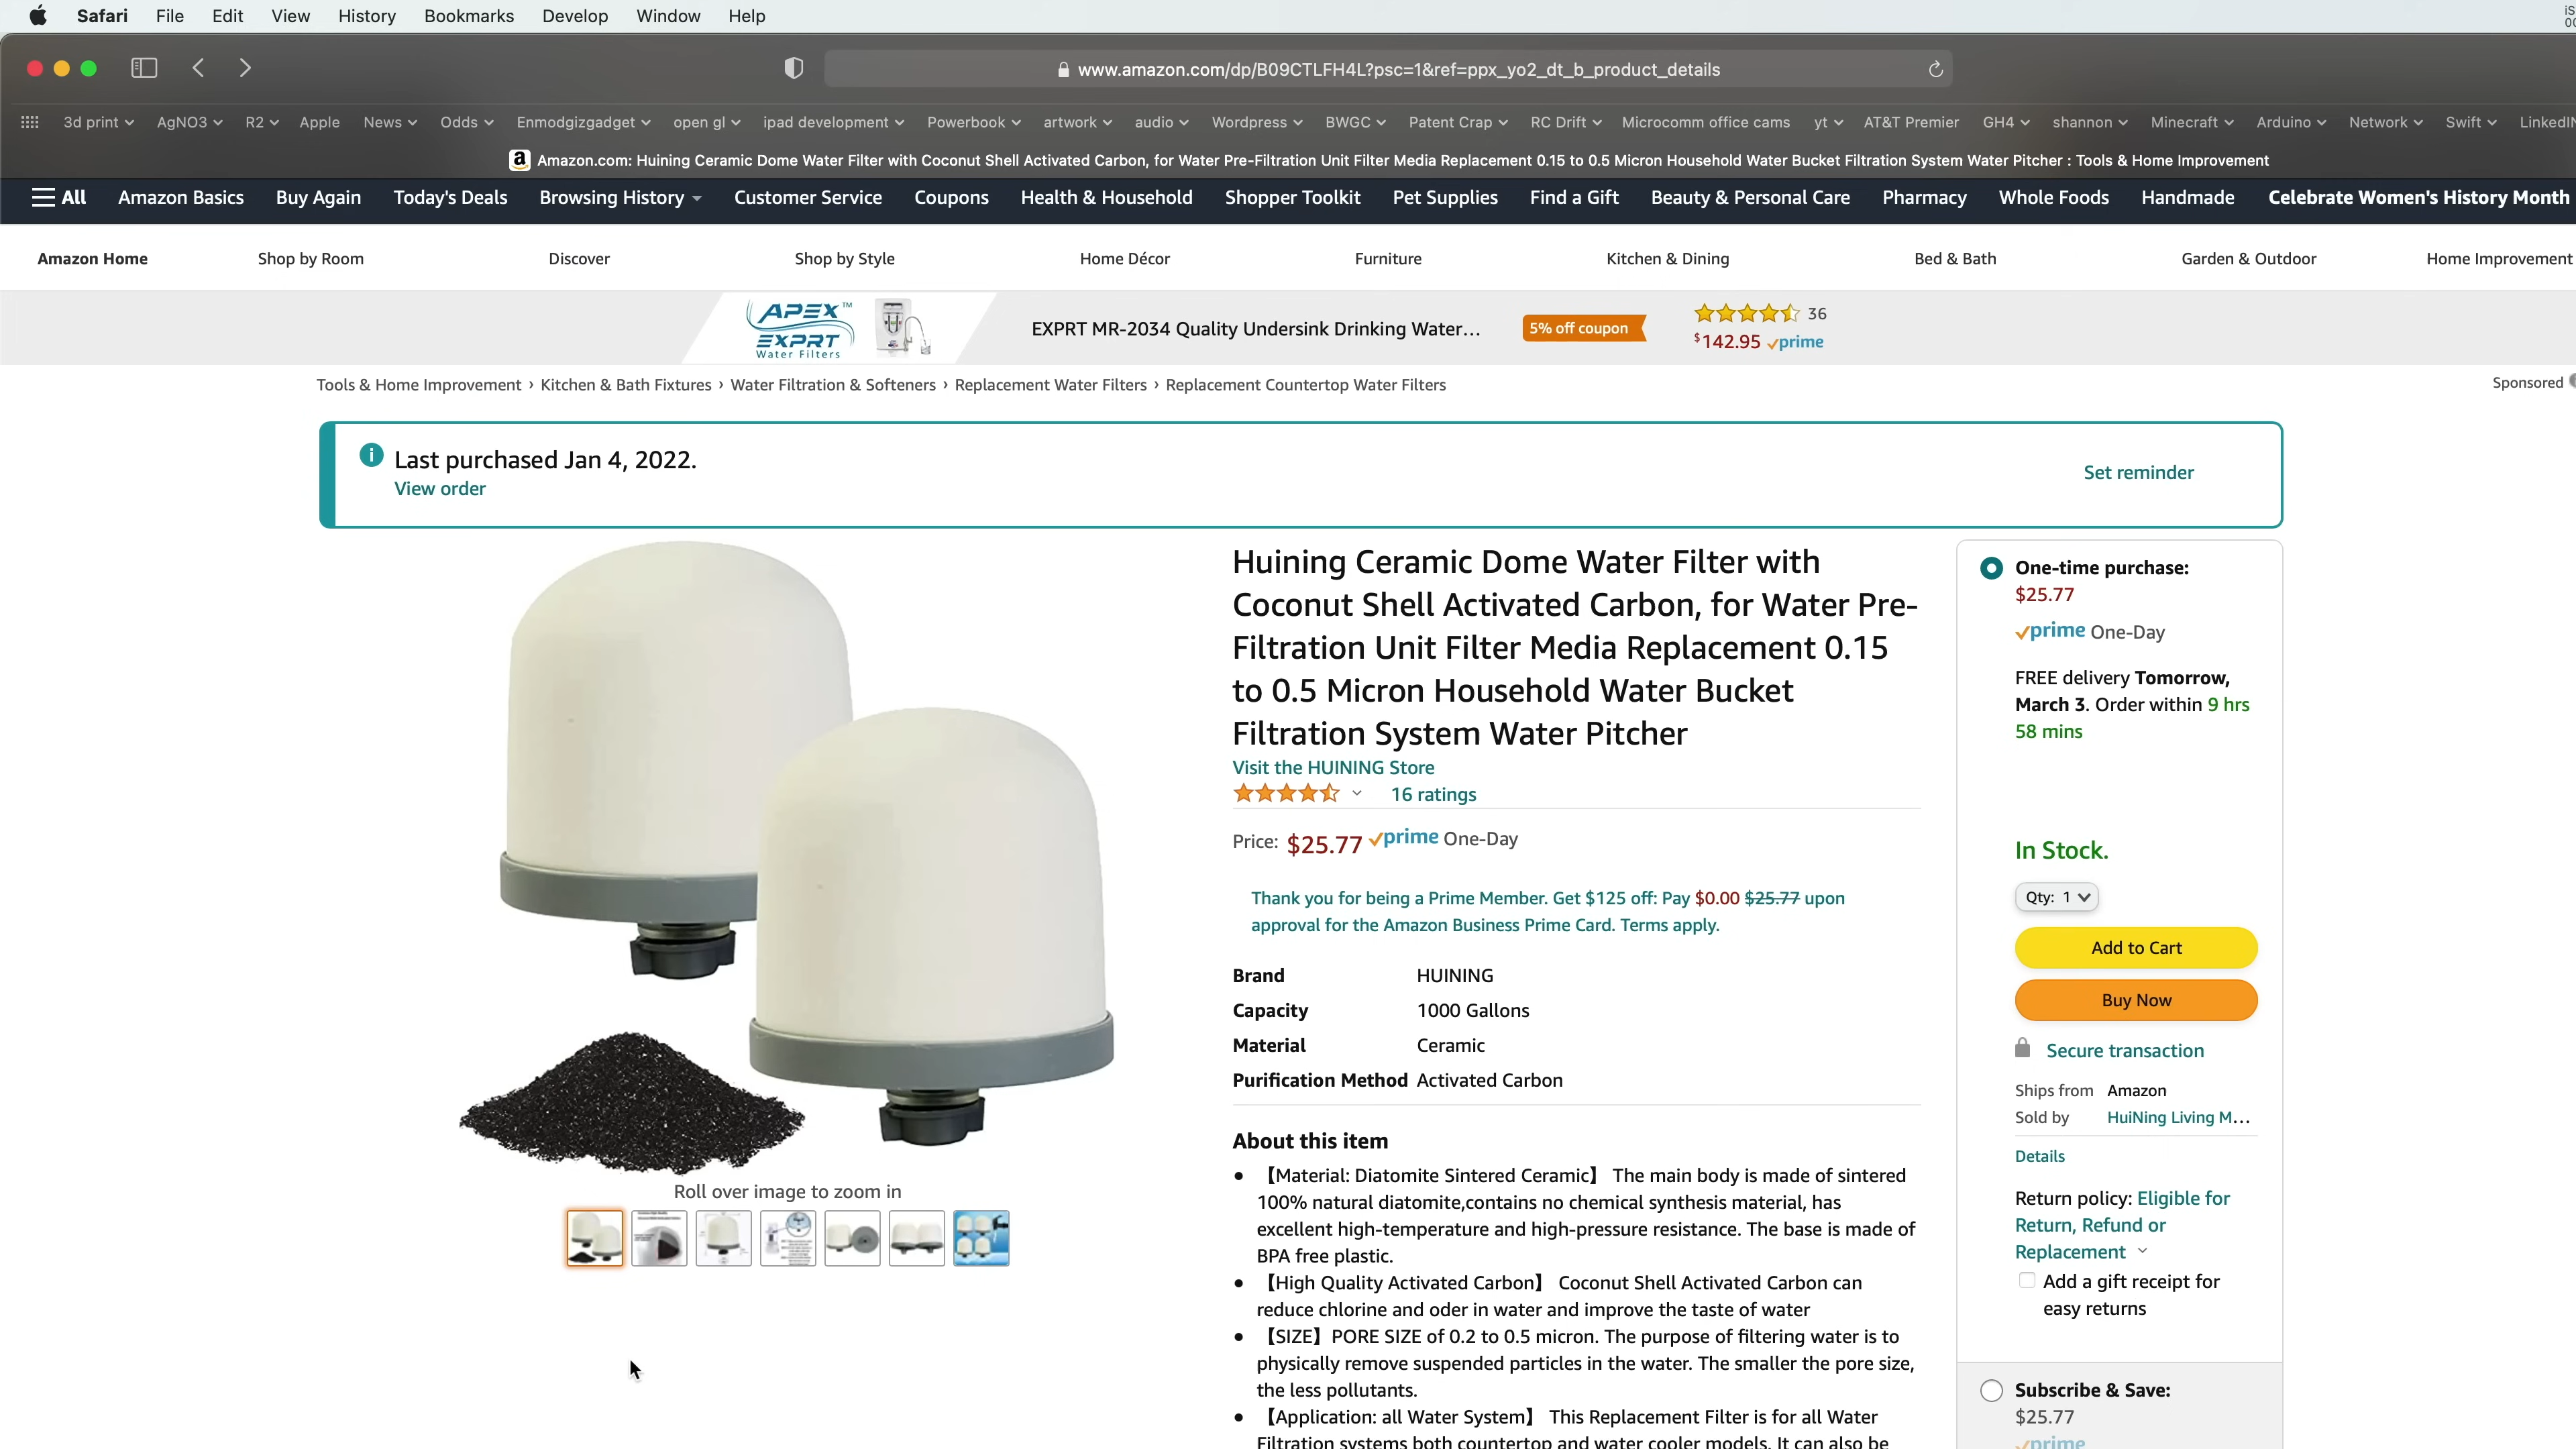 Safari File Edit View History Bookmarks Develop Window Help
www.amazon.com/dp/B09CTLFH4L?psc=1&ref=ppx_yo2_dt_b_product_details
3d print AgNO3 R2 Apple News Odds Enmodgizgadget open gl ipad development Powerbook artwork audio Wordpress BWGC Patent Crap RC Drift Microcomm office cams yt AT&T Premier GH4 shannon Minecraft Arduino Network Swift LinkedIN
a Amazon.com: Huining Ceramic Dome Water Filter with Coconut Shell Activated Carbon, for Water Pre-Filtration Unit Filter Media Replacement 0.15 to 0.5 Micron Household Water Bucket Filtration System Water Pitcher : Tools & Home Improvement
All Amazon Basics Buy Again Today's Deals Browsing History Customer Service Coupons Health & Household Shopper Toolkit Pet Supplies Find a Gift Beauty & Personal Care Pharmacy Whole Foods Handmade Celebrate Women's History Month
Amazon Home Shop by Room Discover Shop by Style Home Décor Furniture Kitchen & Dining Bed & Bath Garden & Outdoor Home Improvement
APEX™
EXPRT
Water Filters
EXPRT MR-2034 Quality Undersink Drinking Water...
5% off coupon
36
$142.95 prime
Tools & Home Improvement › Kitchen & Bath Fixtures › Water Filtration & Softeners › Replacement Water Filters › Replacement Countertop Water Filters
Sponsored
Last purchased Jan 4, 2022.
View order
Set reminder
Huining Ceramic Dome Water Filter with
Coconut Shell Activated Carbon, for Water Pre-
Filtration Unit Filter Media Replacement 0.15
to 0.5 Micron Household Water Bucket
Filtration System Water Pitcher
Visit the HUINING Store
16 ratings
Price: $25.77 prime One-Day
Thank you for being a Prime Member. Get $125 off: Pay $0.00 $25.77 upon
approval for the Amazon Business Prime Card. Terms apply.
Brand HUINING
Capacity 1000 Gallons
Material Ceramic
Purification Method Activated Carbon
About this item
• 【Material: Diatomite Sintered Ceramic】 The main body is made of sintered
100% natural diatomite,contains no chemical synthesis material, has
excellent high-temperature and high-pressure resistance. The base is made of
BPA free plastic.
• 【High Quality Activated Carbon】 Coconut Shell Activated Carbon can
reduce chlorine and oder in water and improve the taste of water
• 【SIZE】PORE SIZE of 0.2 to 0.5 micron. The purpose of filtering water is to
physically remove suspended particles in the water. The smaller the pore size,
the less pollutants.
• 【Application: all Water System】 This Replacement Filter is for all Water
Filtration systems both countertop and water cooler models. It can also be
Roll over image to zoom in
One-time purchase:
$25.77
prime One-Day
FREE delivery Tomorrow,
March 3. Order within 9 hrs
58 mins
In Stock.
Qty: 1
Add to Cart
Buy Now
Secure transaction
Ships from Amazon
Sold by HuiNing Living M...
Details
Return policy: Eligible for
Return, Refund or
Replacement
Add a gift receipt for
easy returns
Subscribe & Save:
$25.77
prime